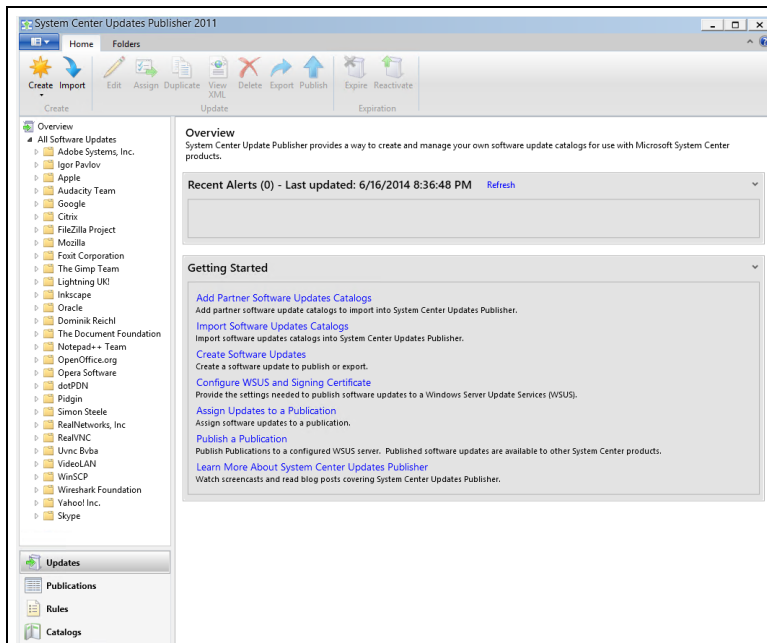 System Center Updates Publisher 2011
Home Folders
Create Import Edit Assign Duplicate View XML Delete Export Publish Expire Reactivate
Create Update Expiration
Overview
All Software Updates
Adobe Systems, Inc.
Igor Pavlov
Apple
Audacity Team
Google
Citrix
FileZilla Project
Mozilla
Foxit Corporation
The Gimp Team
Lightning UK!
Inkscape
Oracle
Dominik Reichl
The Document Foundation
Notepad++ Team
OpenOffice.org
Opera Software
dotPDN
Pidgin
Simon Steele
RealNetworks, Inc
RealVNC
Uvnc Bvba
VideoLAN
WinSCP
Wireshark Foundation
Yahoo! Inc.
Skype
Updates
Publications
Rules
Catalogs
Overview
System Center Update Publisher provides a way to create and manage your own software update catalogs for use with Microsoft System Center
products.
Recent Alerts (0) - Last updated: 6/16/2014 8:36:48 PM Refresh
Getting Started
Add Partner Software Updates Catalogs
Add partner software update catalogs to import into System Center Updates Publisher.
Import Software Updates Catalogs
Import software updates catalogs into System Center Updates Publisher.
Create Software Updates
Create a software update to publish or export.
Configure WSUS and Signing Certificate
Provide the settings needed to publish software updates to a Windows Server Update Services (WSUS).
Assign Updates to a Publication
Assign software updates to a publication.
Publish a Publication
Publish Publications to a configured WSUS server. Published software updates are available to other System Center products.
Learn More About System Center Updates Publisher
Watch screencasts and read blog posts covering System Center Updates Publisher.